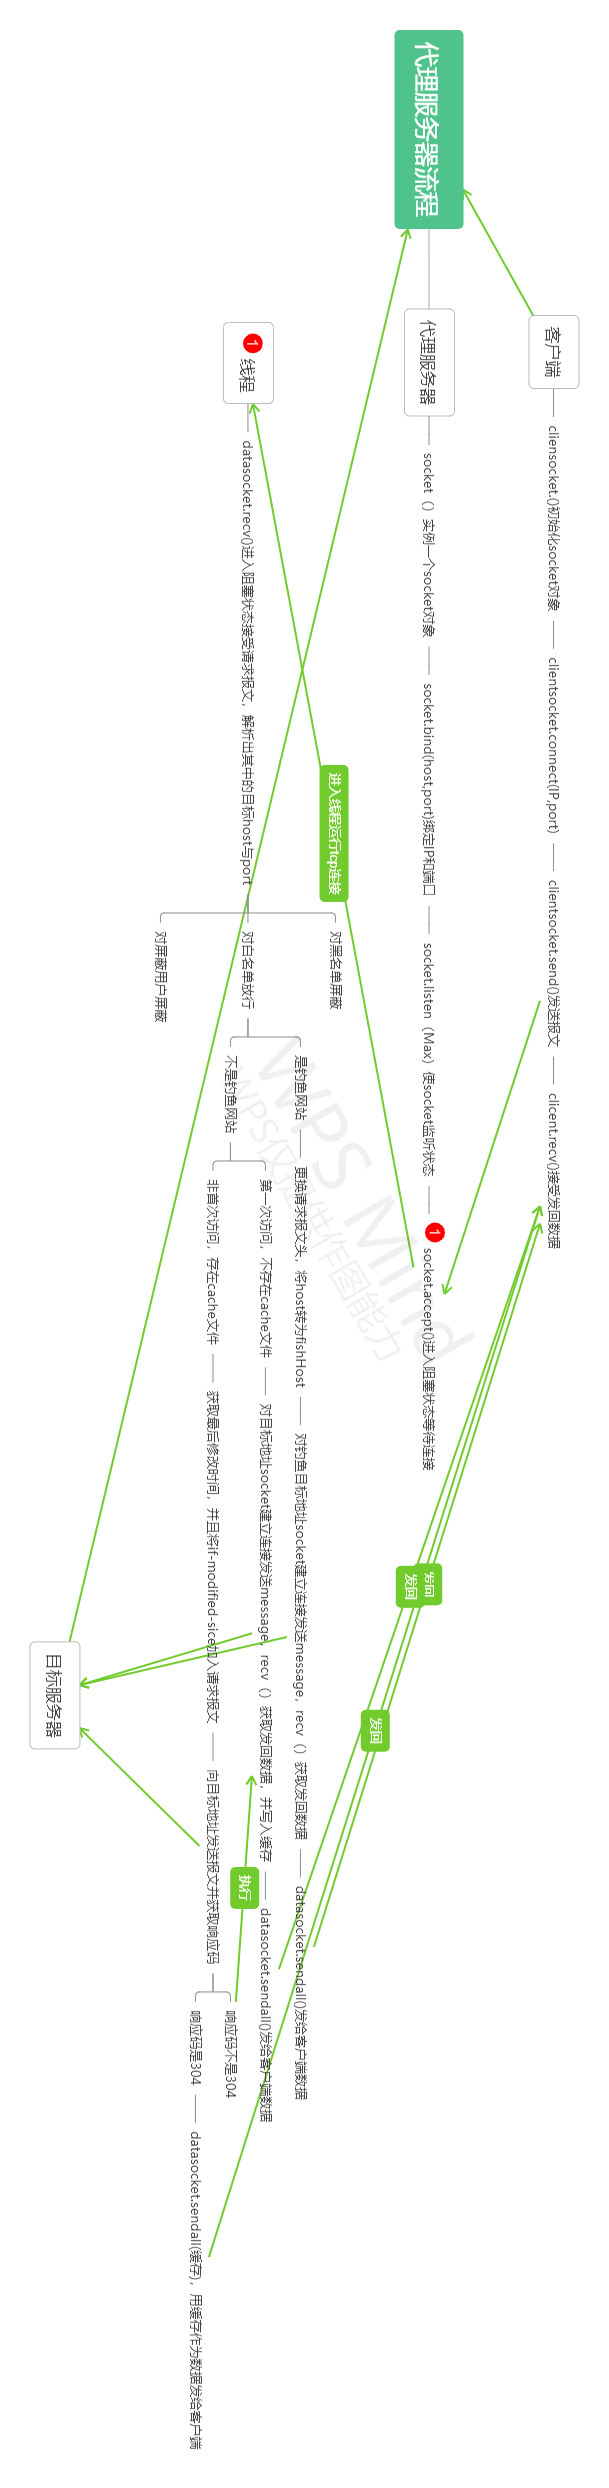 代理服务器流程
客户端
cliensocket.()初始化socket对象
clientsocket.connect(IP,port)
clientsocket.send()发送报文
clicent.recv()接受发回数据
代理服务器
socket（）实例一个socket对象
socket.bind(host,port)绑定IP和端口
socket.listen（Max）使socket监听状态
1
socket.accept()进入阻塞状态等待连接
进入线程运行tcp连接
1
线程
datasocket.recv()进入阻塞状态接受请求报文，解析出其中的目标host与port
对黑名单屏蔽
对白名单放行
是钓鱼网站
更换请求报文头，将host转为fishHost
对钓鱼目标地址socket建立连接发送message，recv（）获取发回数据
datasocket.sendall()发给客户端数据
不是钓鱼网站
第一次访问，不存在cache文件
对目标地址socket建立连接发送message，recv（）获取发回数据，并写入缓存
datasocket.sendall()发给客户端数据
非首次访问，存在cache文件
获取最后修改时间，并且将if-modified-sice加入请求报文
向目标地址发送报文并获取响应码
响应码不是304
响应码是304
datasocket.sendall(缓存)，用缓存作为数据发给客户端
对屏蔽用户屏蔽
发回
发回
发回
执行
目标服务器
WPS Mind
WPS仅提供作图能力